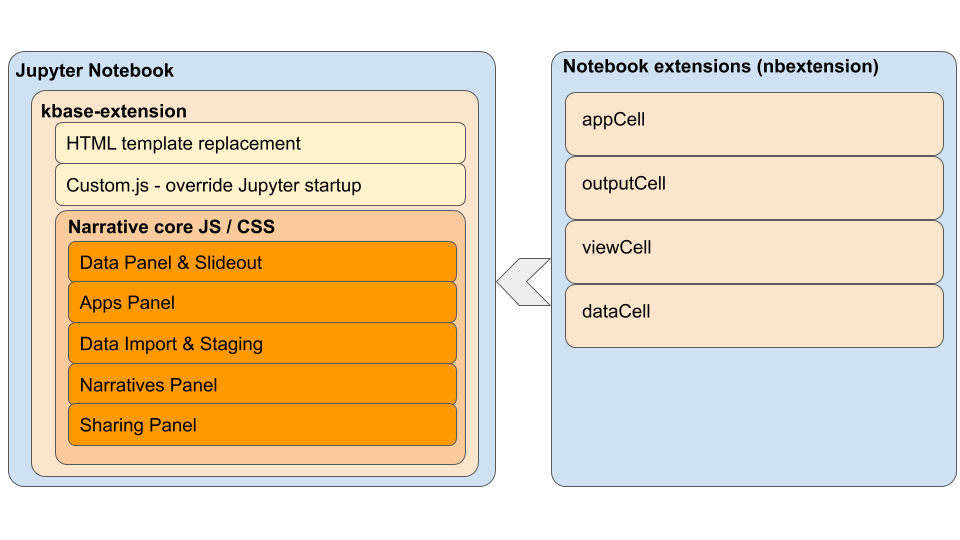 Jupyter Notebook
kbase-extension
HTML template replacement
Custom.js - override Jupyter startup
Narrative core JS / CSS
Data Panel & Slideout
Apps Panel
Data Import & Staging
Narratives Panel
Sharing Panel
Notebook extensions (nbextension)
appCell
outputCell
viewCell
dataCell